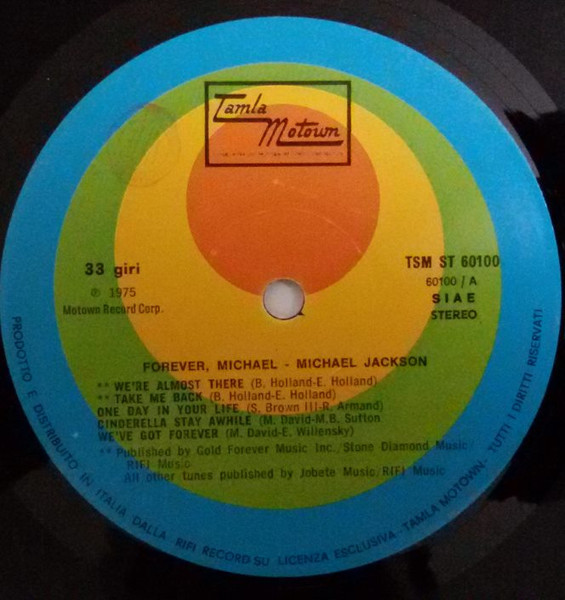 Tamla
Motown
33 giri
℗ 1975
Motown Record Corp.
TSM ST 60100
60100 / A
SIAE
STEREO
FOREVER, MICHAEL - MICHAEL JACKSON
** WE'RE ALMOST THERE (B. Holland-E. Holland)
** TAKE ME BACK (B. Holland-E. Holland)
ONE DAY IN YOUR LIFE (S. Brown III-R. Armand)
CINDERELLA STAY AWHILE (M. David-M.B. Sutton
WE'VE GOT FOREVER (M. David-E. Willensky)
** Published by Gold Forever Music Inc./Stone Diamond Music/
RIFI Music
All other tunes published by Jobete Music/RIFI Music
PRODOTTO E DISTRIBUITO IN ITALIA DALLA RIFI RECORD SU LICENZA ESCLUSIVA - TAMLA MOTOWN - TUTTI I DIRITTI RISERVATI